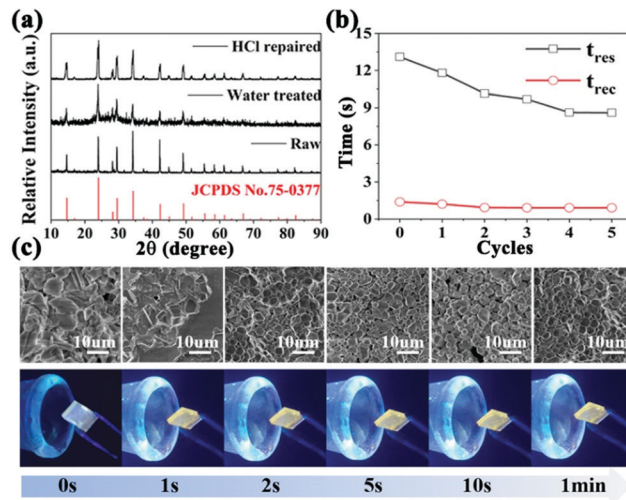 (a)
Relative Intensity (a.u.)
HCl repaired
Water treated
Raw
JCPDS No.75-0377
10 20 30 40 50 60 70 80 90
2θ (degree)
(b)
Time (s)
15
12
9
6
3
0
t_res
t_rec
0 1 2 3 4 5
Cycles
(c)
10um 10um 10um 10um 10um 10um
0s 1s 2s 5s 10s 1min